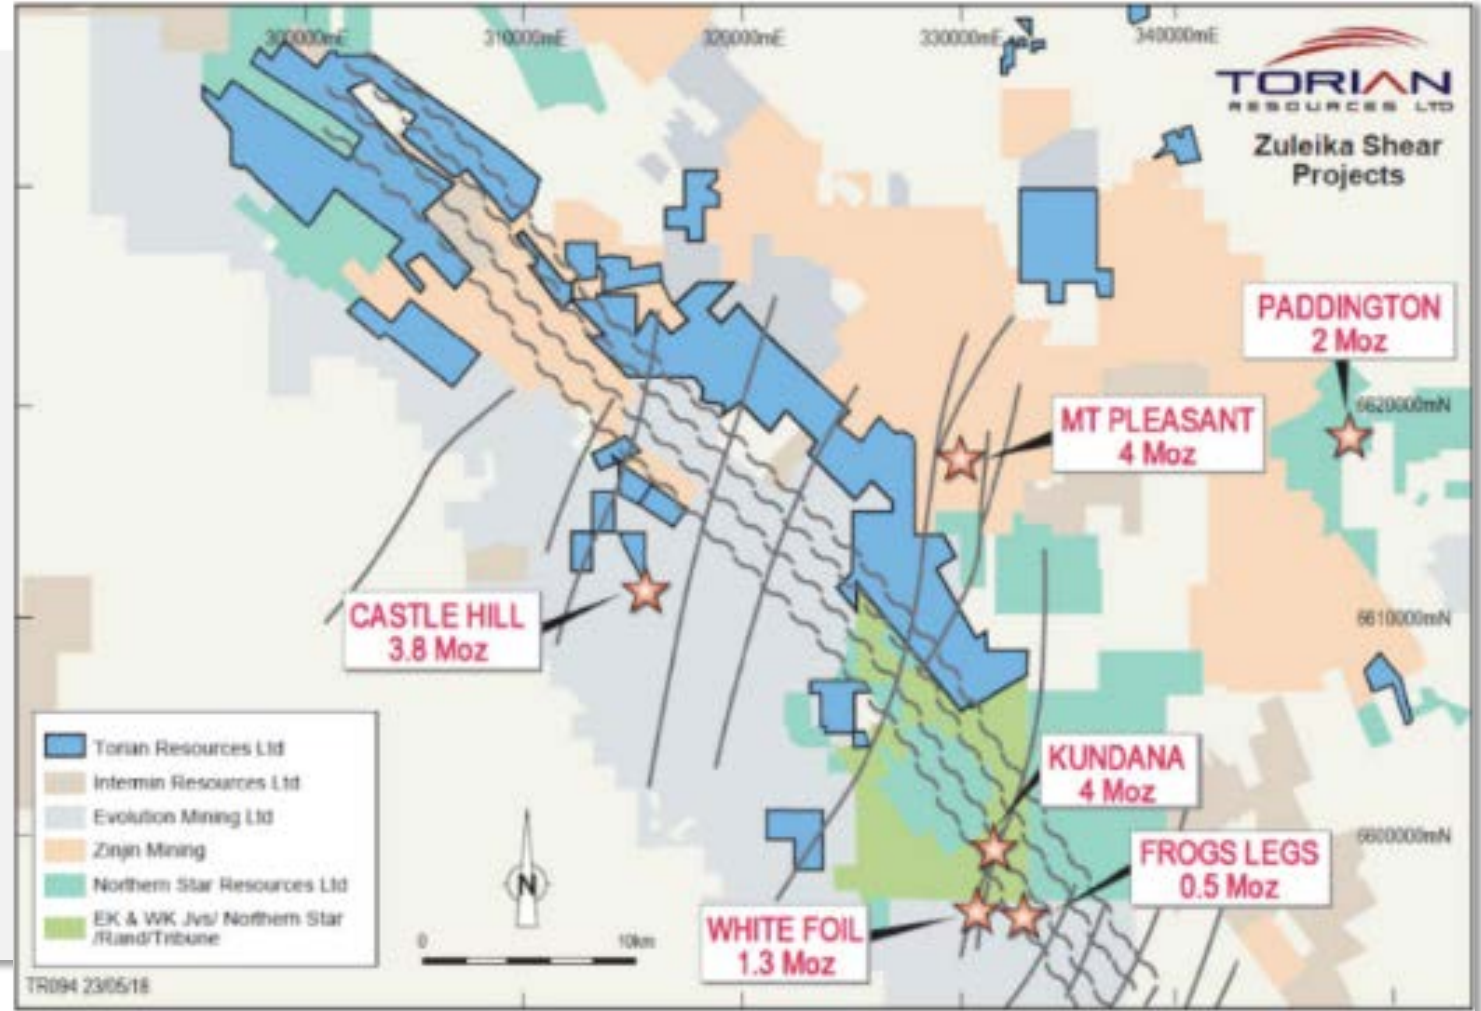 300000mE
310000mE
320000mE
330000mE
340000mE
TORIAN
RESOURCES LTD
Zuleika Shear
Projects
PADDINGTON
2 Moz
6620000mN
MT PLEASANT
4 Moz
6610000mN
CASTLE HILL
3.8 Moz
KUNDANA
4 Moz
6600000mN
FROGS LEGS
0.5 Moz
WHITE FOIL
1.3 Moz
Torian Resources Ltd
Intermin Resources Ltd
Evolution Mining Ltd
Zinjin Mining
Northern Star Resources Ltd
EK & WK Jvs/ Northern Star
/Rand/Tribune
N
0
10km
TR094 23/05/18